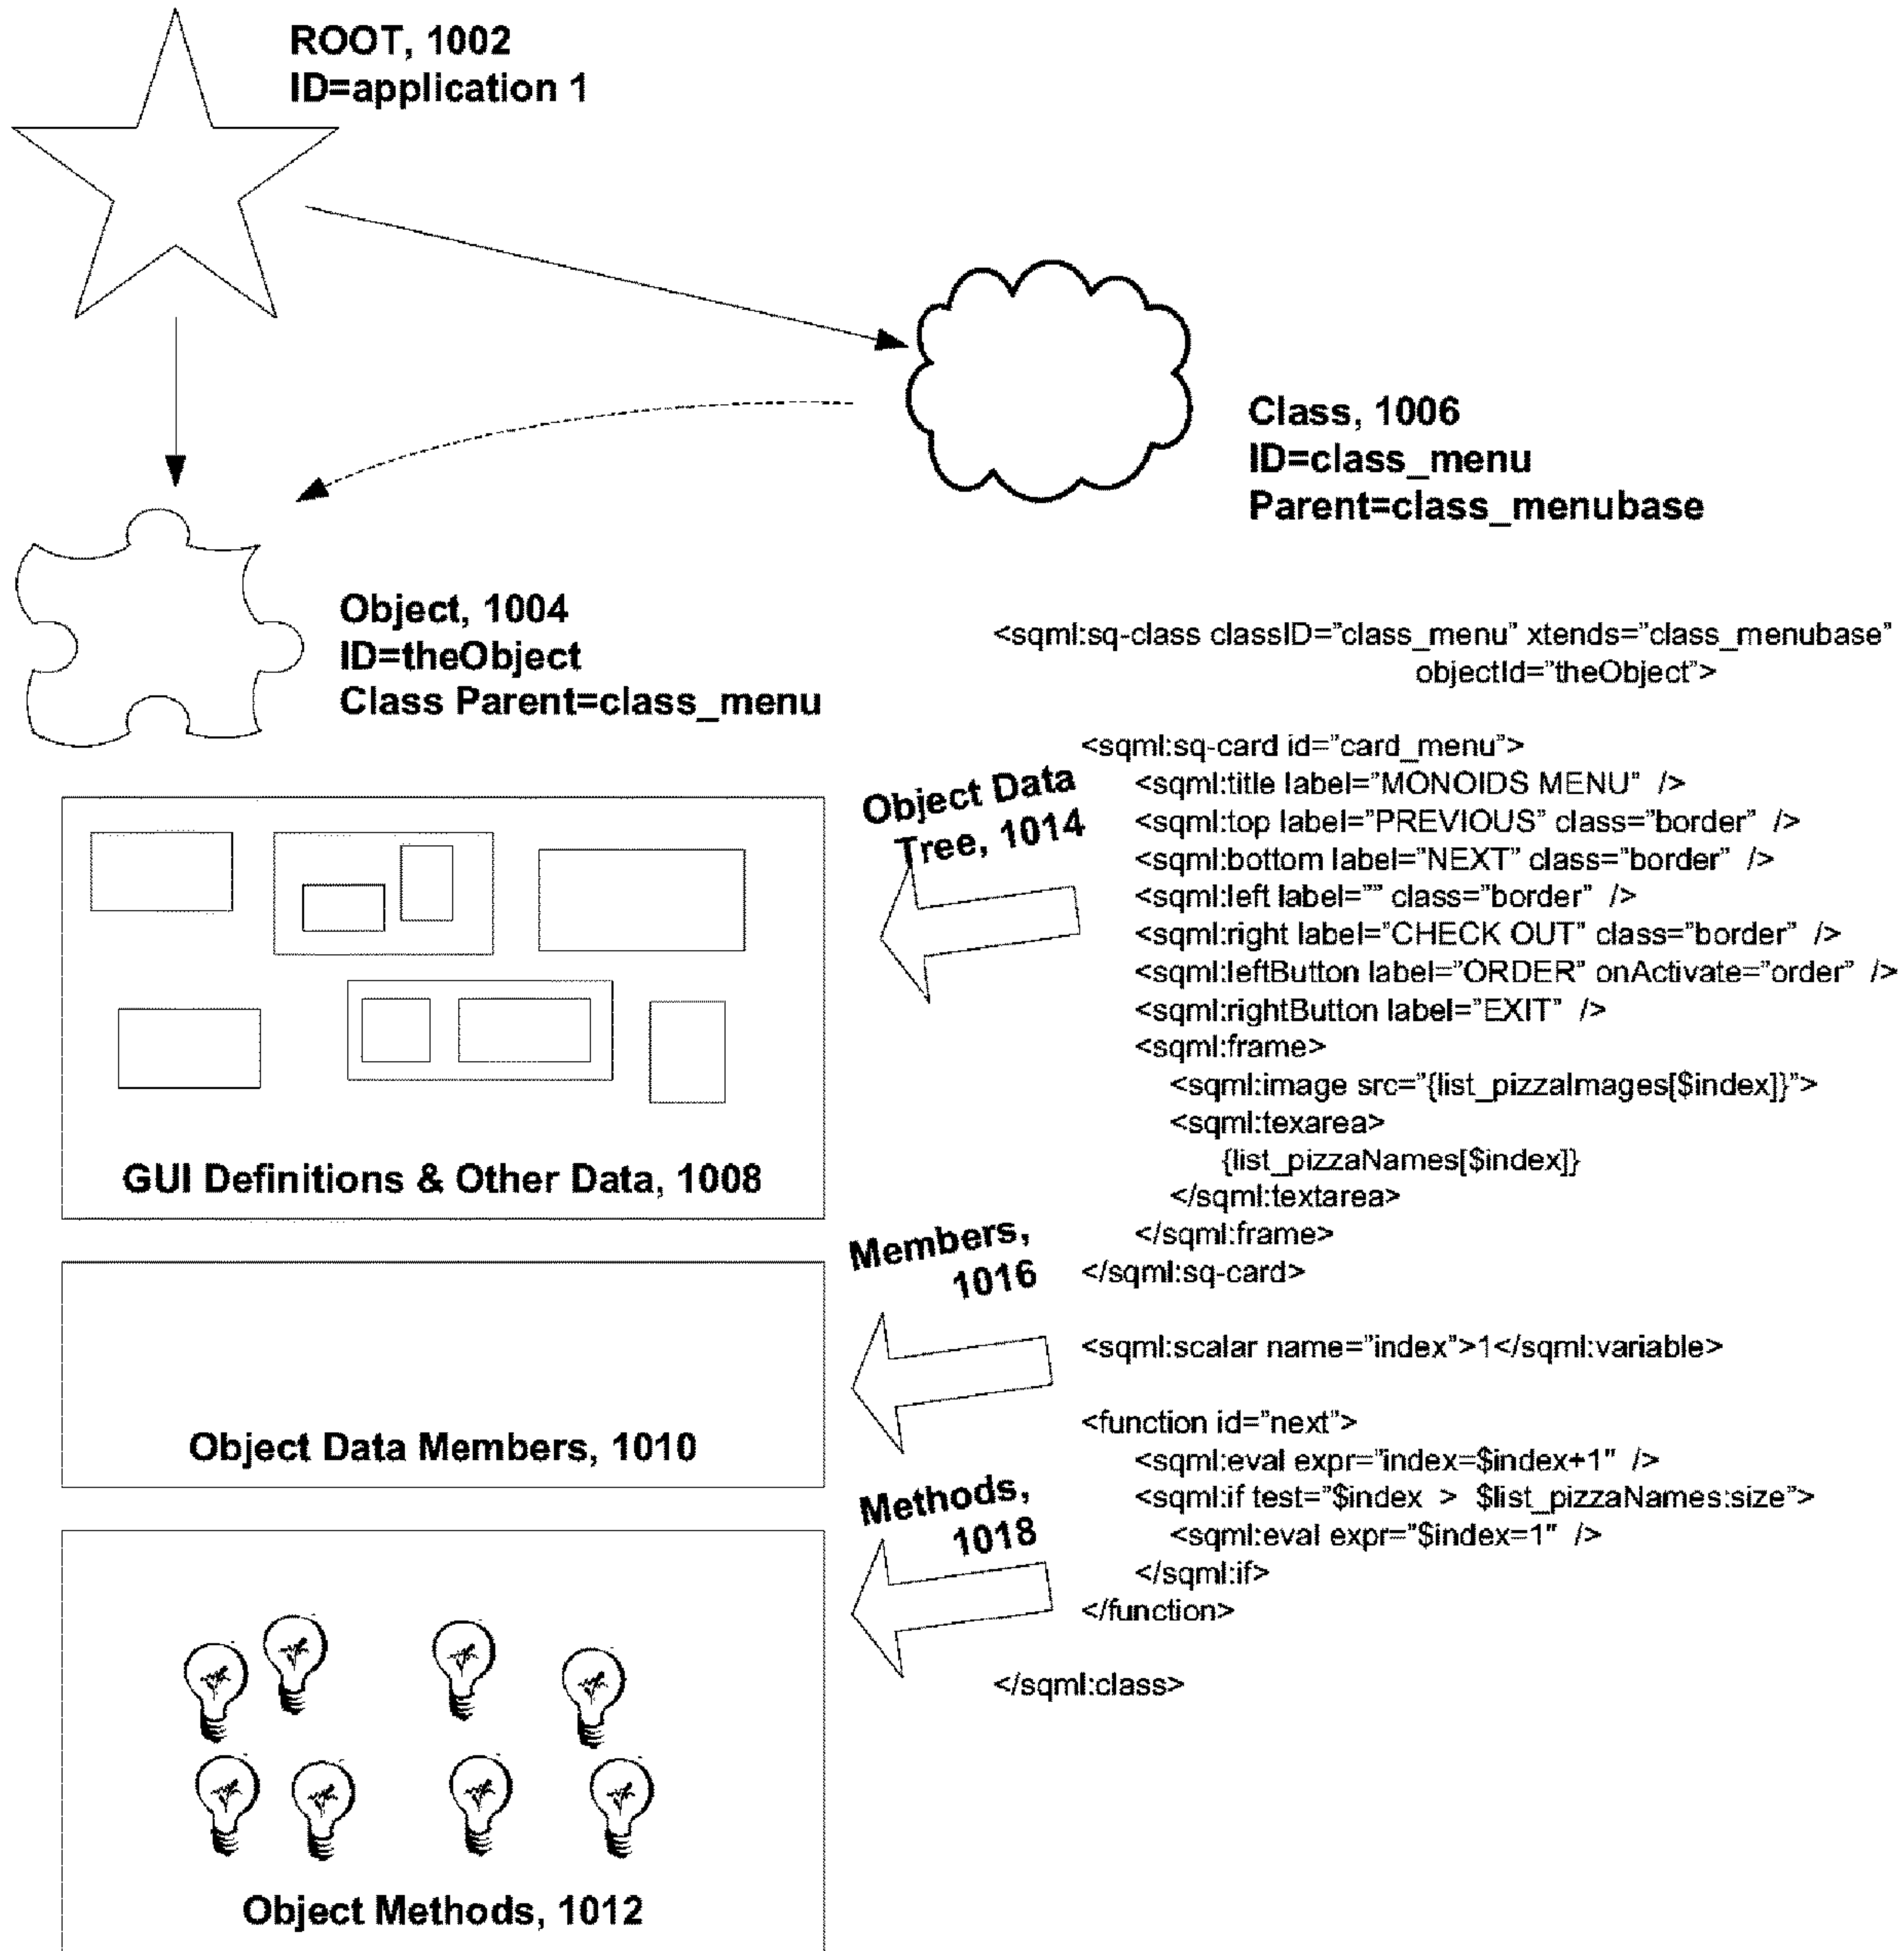 ROOT, 1002
ID=application 1
Class, 1006
ID=class_menu
Parent=class_menubase
Object, 1004
ID=theObject
Class Parent=class_menu
<sqml:sq-class classID="class_menu" xtends="class_menubase"
objectId="theObject">
<sqml:sq-card id="card_menu">
<sqml:title label="MONOIDS MENU" />
<sqml:top label="PREVIOUS" class="border" />
<sqml:bottom label="NEXT" class="border" />
<sqml:left label="" class="border" />
<sqml:right label="CHECK OUT" class="border" />
<sqml:leftButton label="ORDER" onActivate="order" />
<sqml:rightButton label="EXIT" />
<sqml:frame>
<sqml:image src="{list_pizzaImages[$index]}">
<sqml:texarea>
{list_pizzaNames[$index]}
</sqml:textarea>
</sqml:frame>
</sqml:sq-card>
<sqml:scalar name="index">1</sqml:variable>
<function id="next">
<sqml:eval expr="index=$index+1" />
<sqml:if test="$index > $list_pizzaNames:size">
<sqml:eval expr="$index=1" />
</sqml:if>
</function>
</sqml:class>
Object Data
Tree, 1014
GUI Definitions & Other Data, 1008
Members,
1016
Object Data Members, 1010
Methods,
1018
Object Methods, 1012